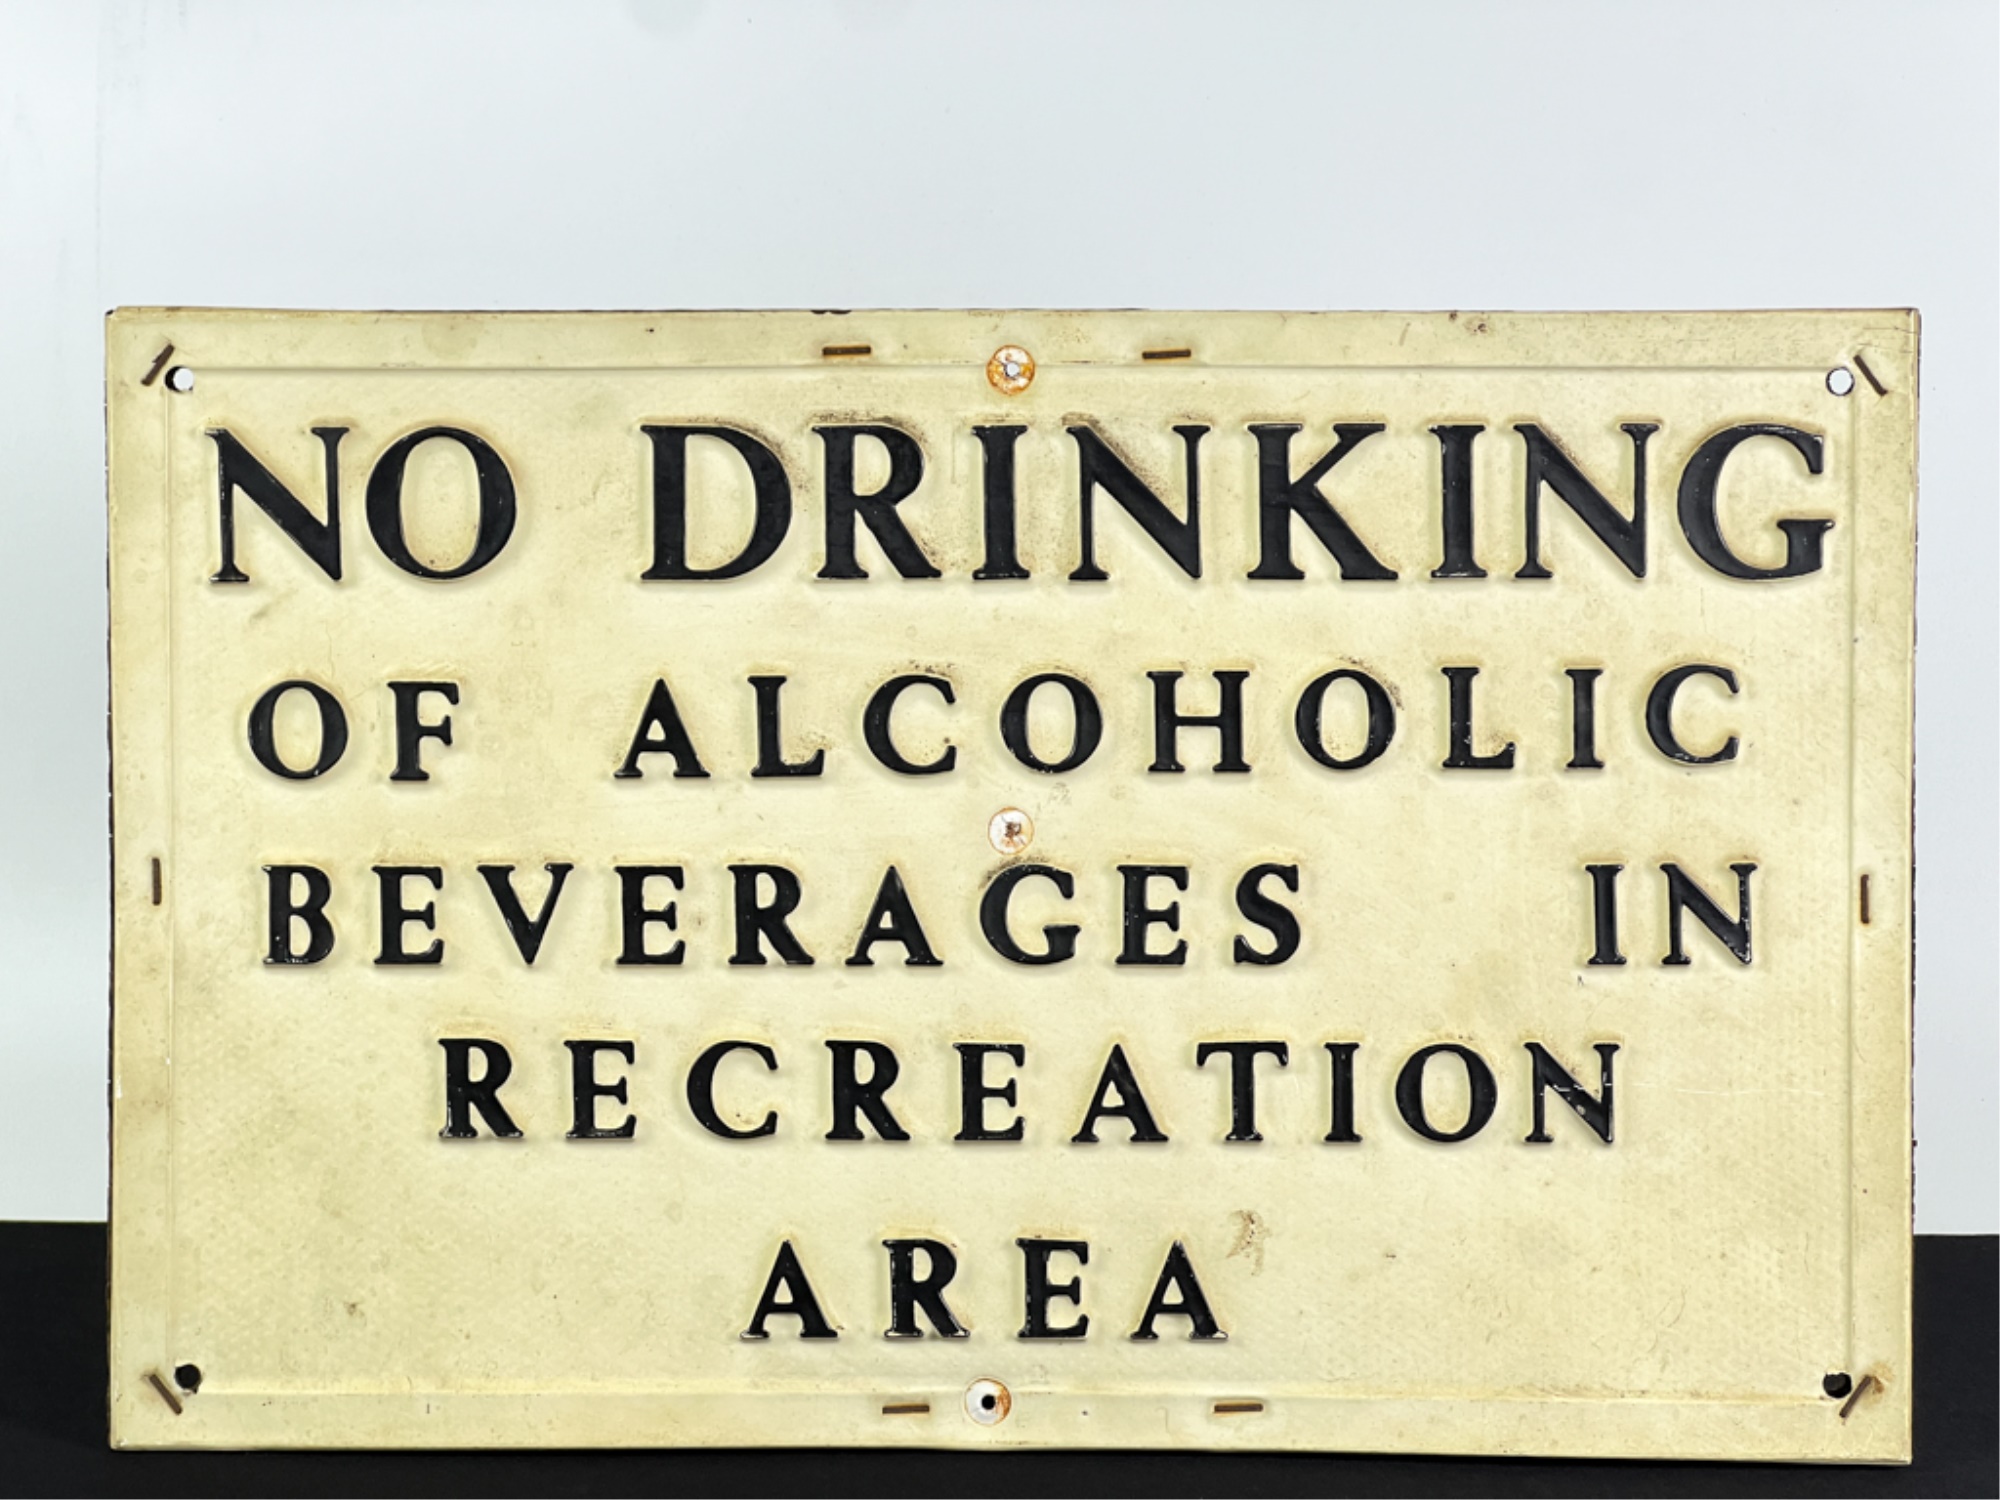 NO DRINKING
OF ALCOHOLIC
BEVERAGES IN
RECREATION
AREA